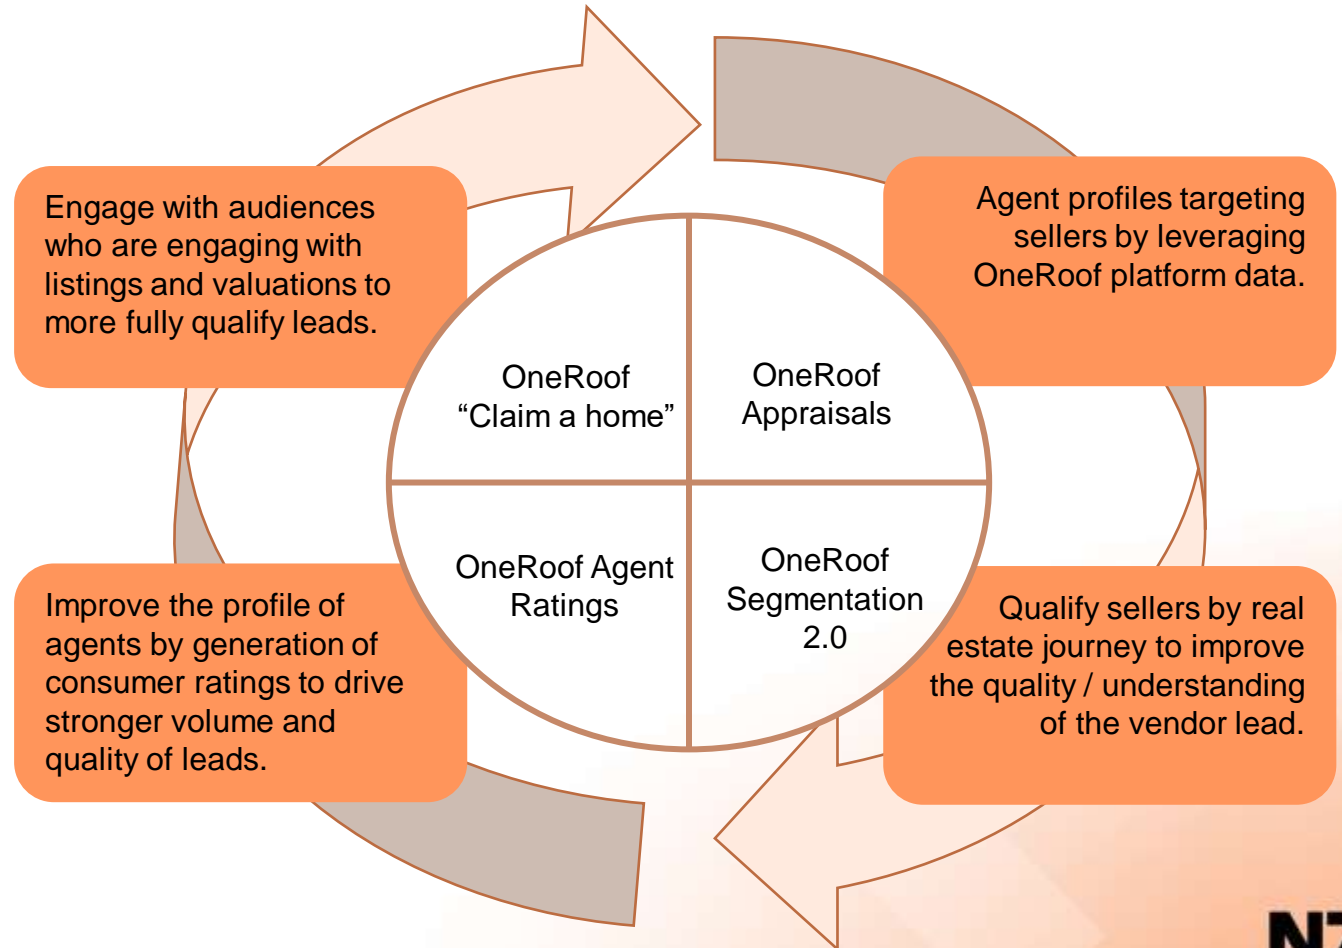 Engage with audiences
who are engaging with
listings and valuations to
more fully qualify leads.
Agent profiles targeting
sellers by leveraging
OneRoof platform data.
OneRoof
“Claim a home”
OneRoof
Appraisals
OneRoof Agent
Ratings
OneRoof
Segmentation
2.0
Improve the profile of
agents by generation of
consumer ratings to drive
stronger volume and
quality of leads.
Qualify sellers by real
estate journey to improve
the quality / understanding
of the vendor lead.